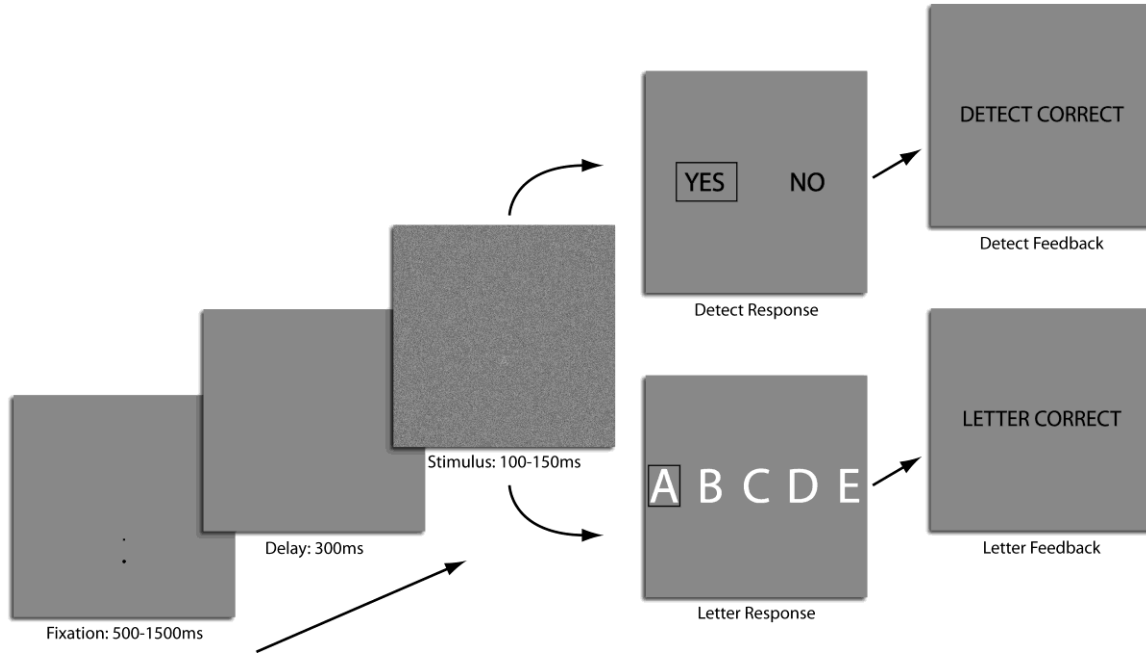 Fixation: 500-1500ms
Delay: 300ms
Stimulus: 100-150ms
YES NO
Detect Response
DETECT CORRECT
Detect Feedback
A B C D E
Letter Response
LETTER CORRECT
Letter Feedback